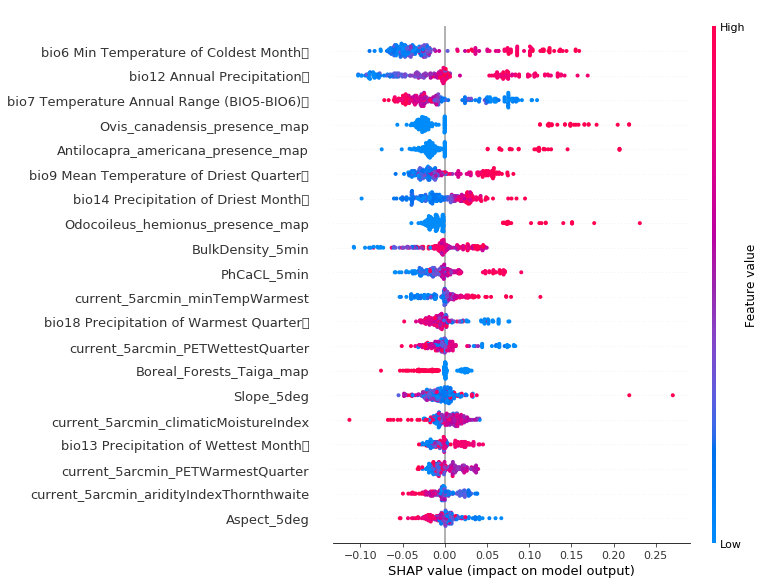 High
bio6 Min Temperature of Coldest Month▯
bio12 Annual Precipitation▯
bio7 Temperature Annual Range (BIO5-BIO6)▯
Ovis_canadensis_presence_map
Antilocapra_americana_presence_map
bio9 Mean Temperature of Driest Quarter▯
bio14 Precipitation of Driest Month▯
Odocoileus_hemionus_presence_map
BulkDensity_5min
PhCaCL_5min
current_5arcmin_minTempWarmest
bio18 Precipitation of Warmest Quarter▯
current_5arcmin_PETWettestQuarter
Boreal_Forests_Taiga_map
Slope_5deg
current_5arcmin_climaticMoistureIndex
bio13 Precipitation of Wettest Month▯
current_5arcmin_PETWarmestQuarter
current_5arcmin_aridityIndexThornthwaite
Aspect_5deg
Feature value
Low
−0.10 −0.05 0.00 0.05 0.10 0.15 0.20 0.25
SHAP value (impact on model output)